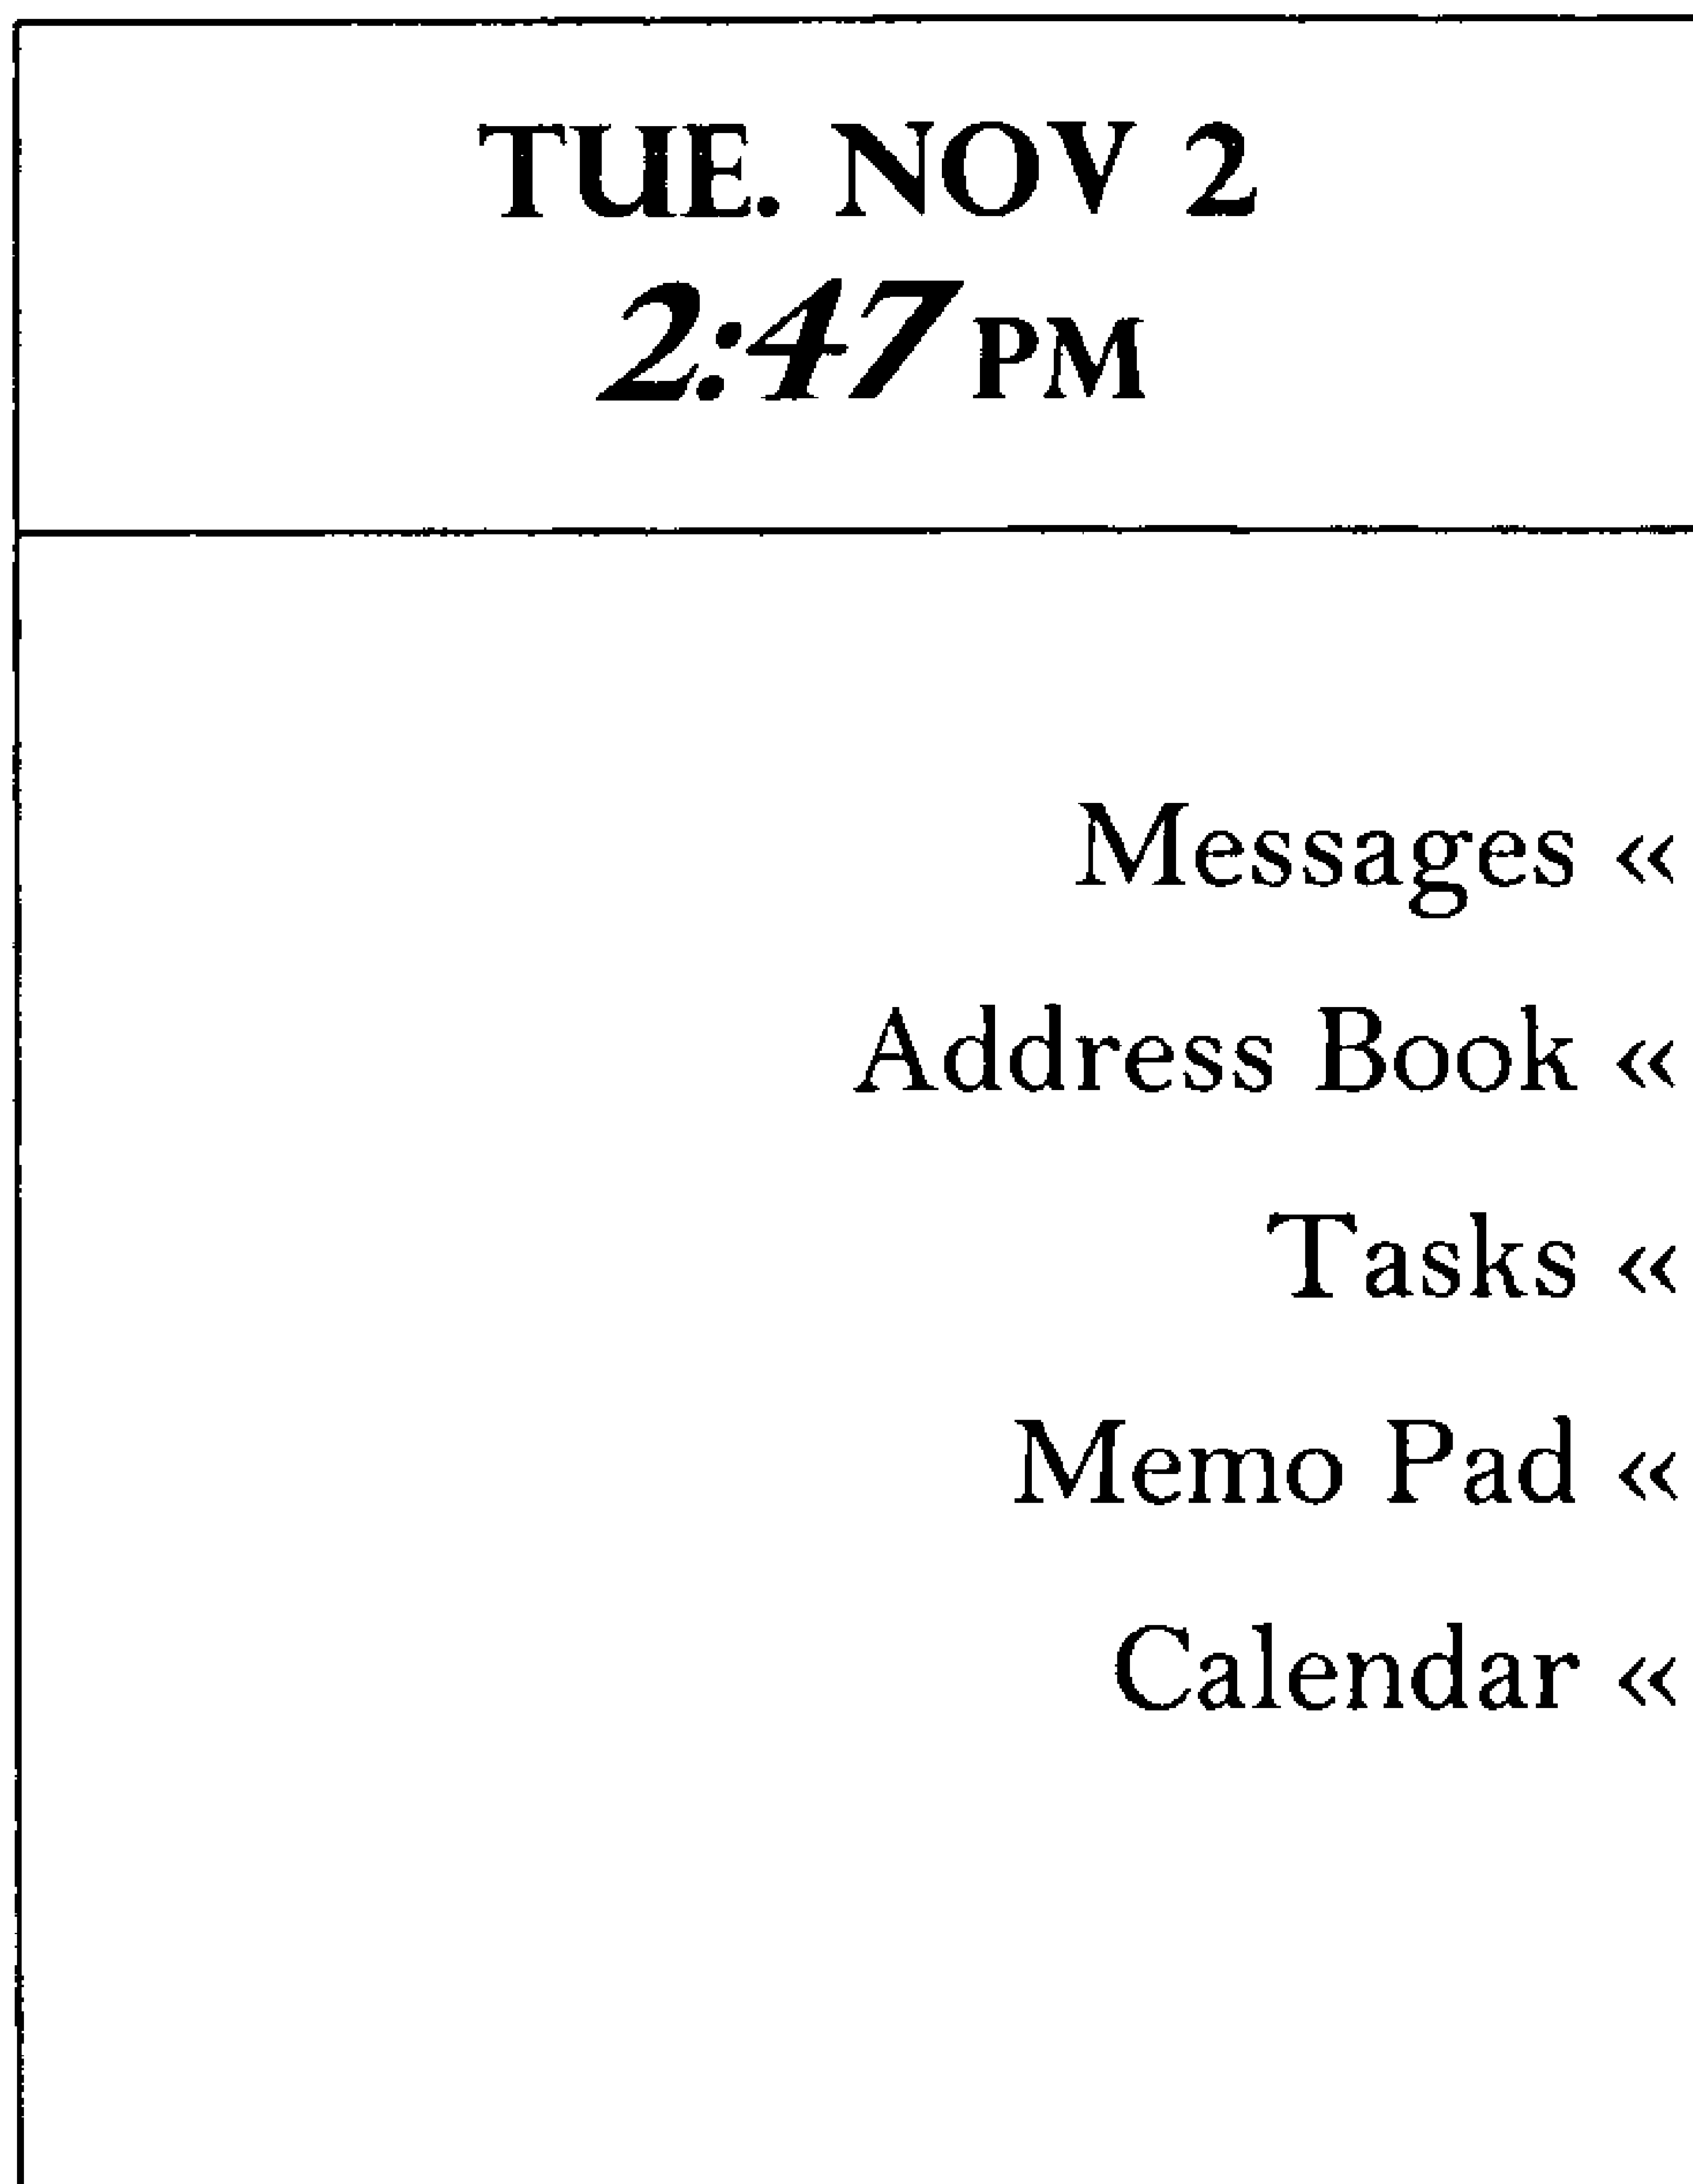 TUE. NOV 2
2:47 PM
Messages «
Address Book «
Tasks «
Memo Pad «
Calendar «